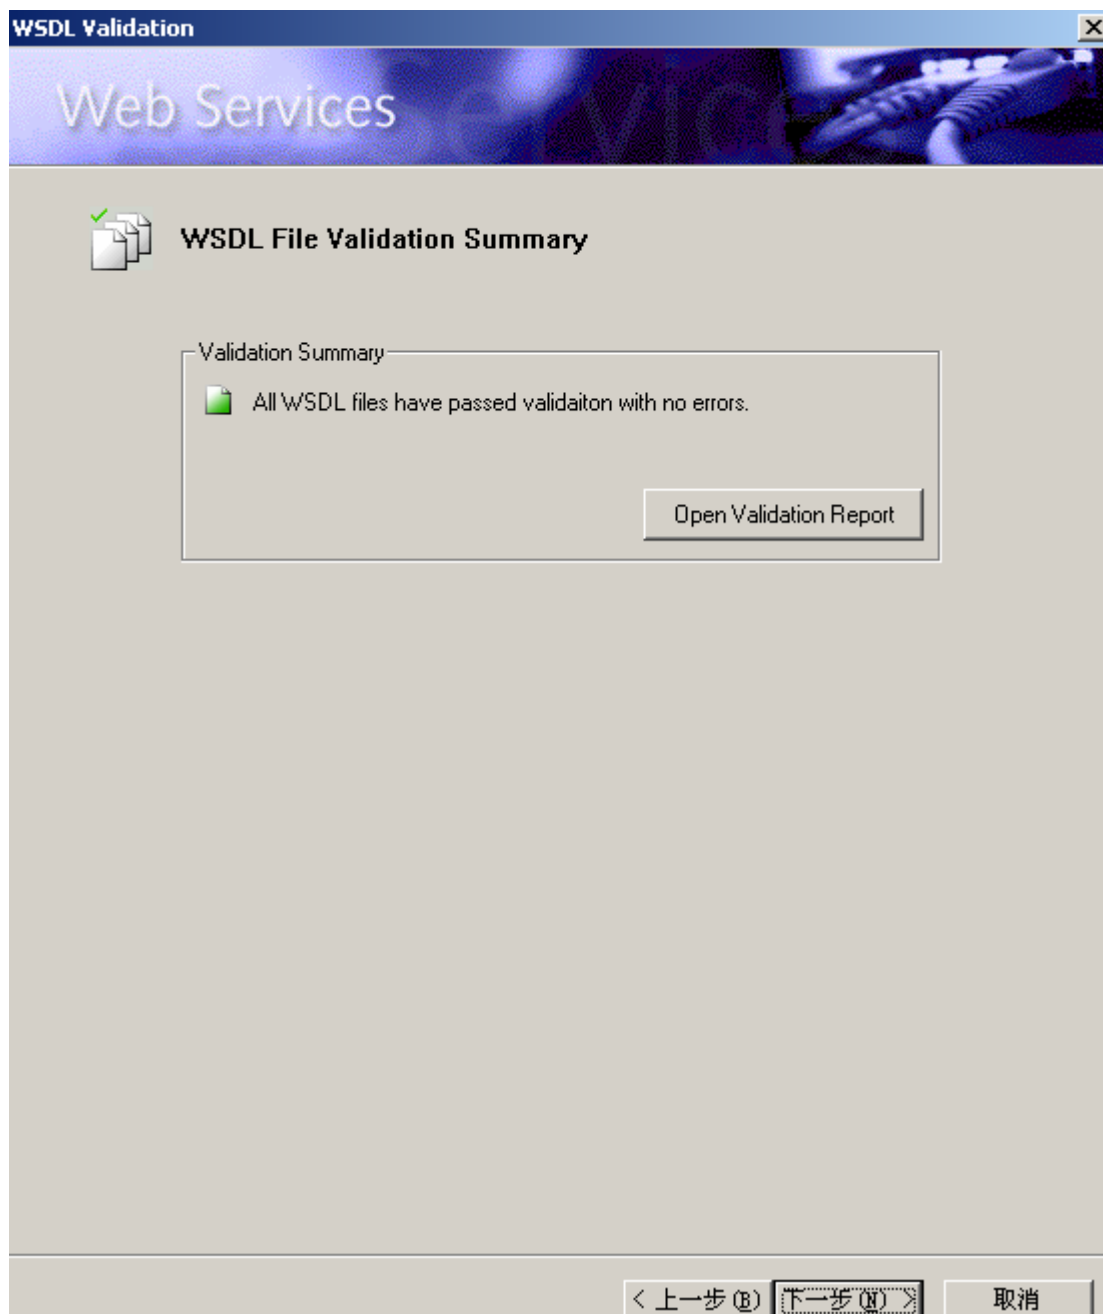 WSDL Validation
Web Services
WSDL File Validation Summary
Validation Summary
All WSDL files have passed validaiton with no errors.
Open Validation Report
< 上一步(B) 下一步(N) > 取消